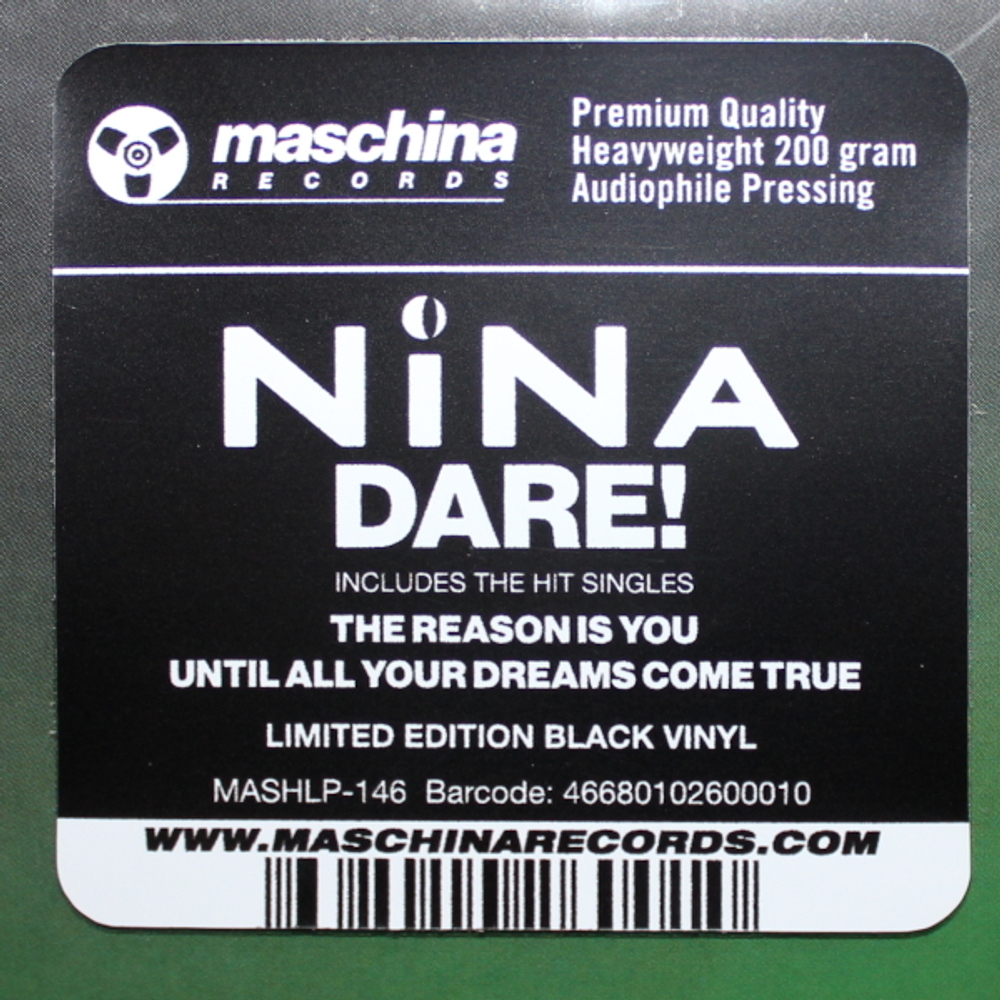 maschina
RECORDS
Premium Quality
Heavyweight 200 gram
Audiophile Pressing
NiNA
DARE!
INCLUDES THE HIT SINGLES
THE REASON IS YOU
UNTIL ALL YOUR DREAMS COME TRUE
LIMITED EDITION BLACK VINYL
MASHLP-146 Barcode: 46680102600010
WWW.MASCHINARECORDS.COM